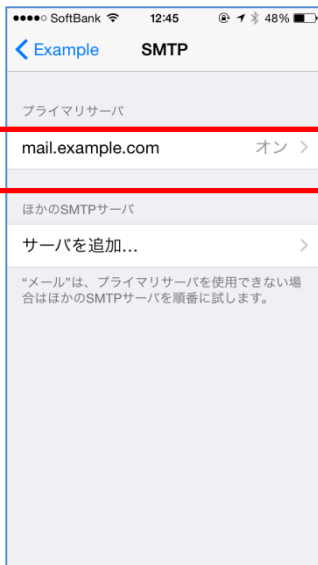 SoftBank 12:45 48%
Example SMTP
プライマリサーバ
mail.example.com オン
ほかのSMTPサーバ
サーバを追加...
“メール”は、プライマリサーバを使用できない場
合はほかのSMTPサーバを順番に試します。